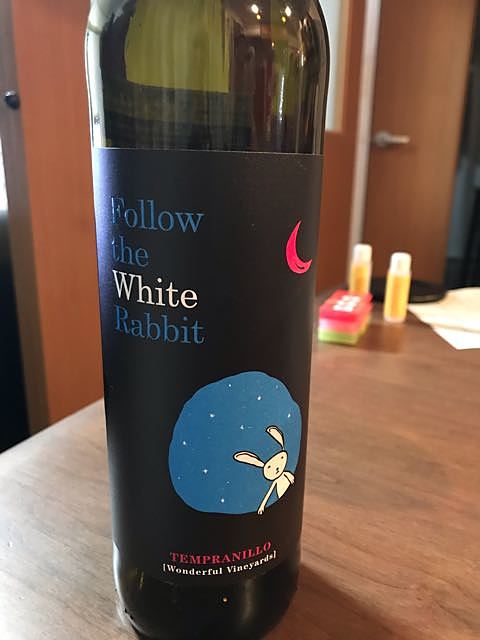 Follow
the
White
Rabbit
TEMPRANILLO
[Wonderful Vineyards]